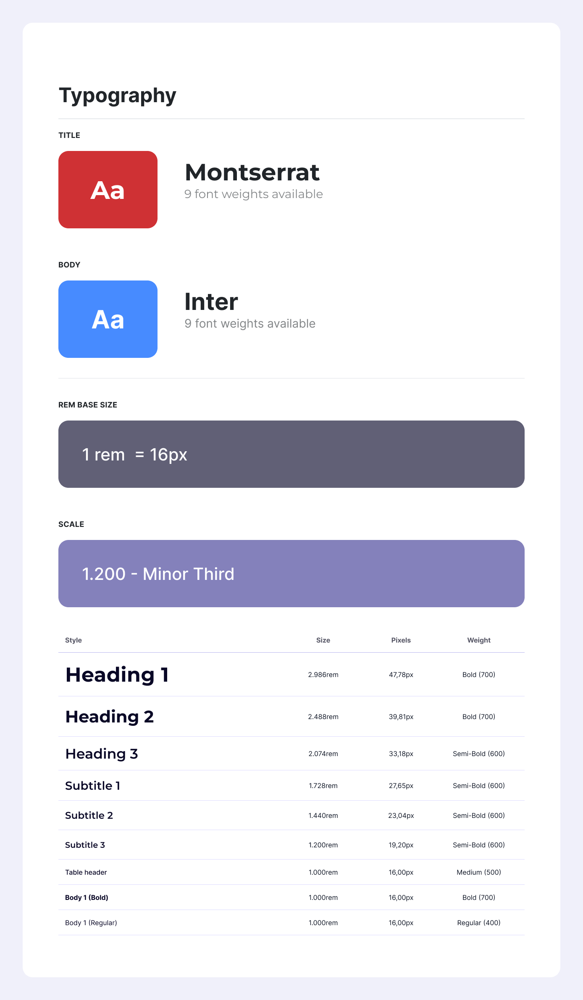 Typography
TITLE
Aa
Montserrat
9 font weights available
BODY
Aa
Inter
9 font weights available
REM BASE SIZE
1 rem  = 16px
SCALE
1.200 - Minor Third
Style Size Pixels Weight
Heading 1 2.986rem 47,78px Bold (700)
Heading 2 2.488rem 39,81px Bold (700)
Heading 3 2.074rem 33,18px Semi-Bold (600)
Subtitle 1 1.728rem 27,65px Semi-Bold (600)
Subtitle 2 1.440rem 23,04px Semi-Bold (600)
Subtitle 3 1.200rem 19,20px Semi-Bold (600)
Table header 1.000rem 16,00px Medium (500)
Body 1 (Bold) 1.000rem 16,00px Bold (700)
Body 1 (Regular) 1.000rem 16,00px Regular (400)